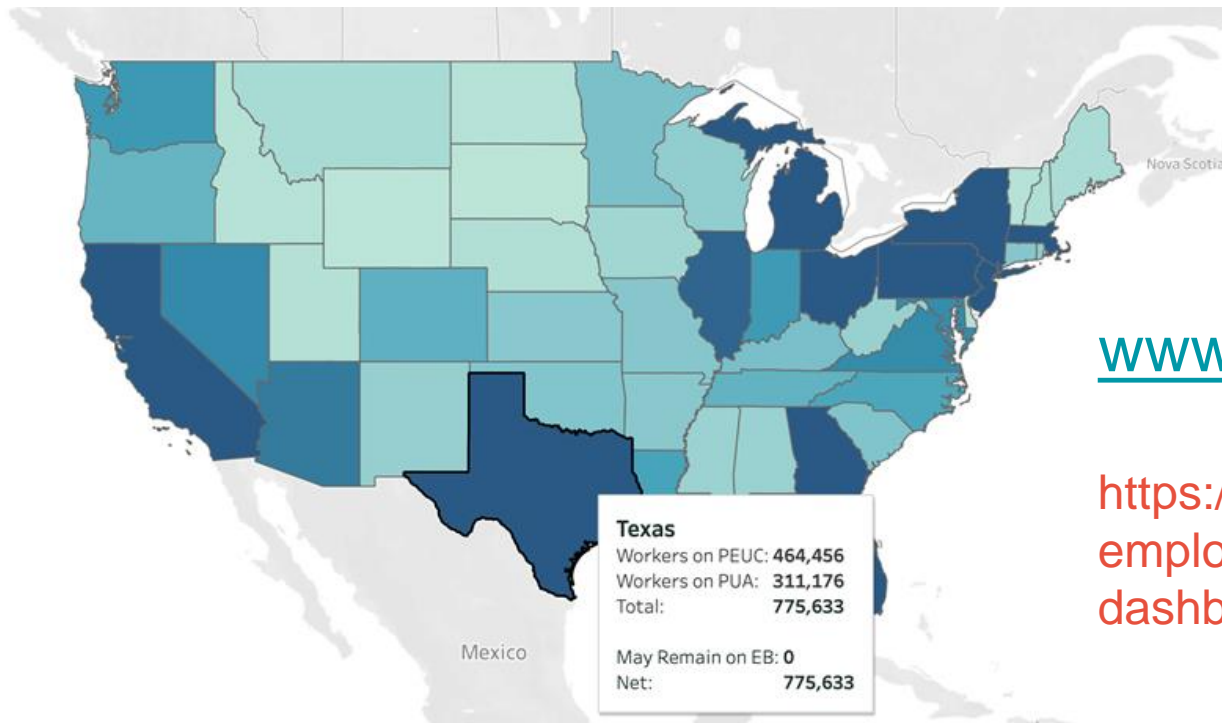 Nova Scotia
www
https:/
emplo
dashb
Texas
Workers on PEUC: 464,456
Workers on PUA: 311,176
Total: 775,633
May Remain on EB: 0
Net: 775,633
Mexico